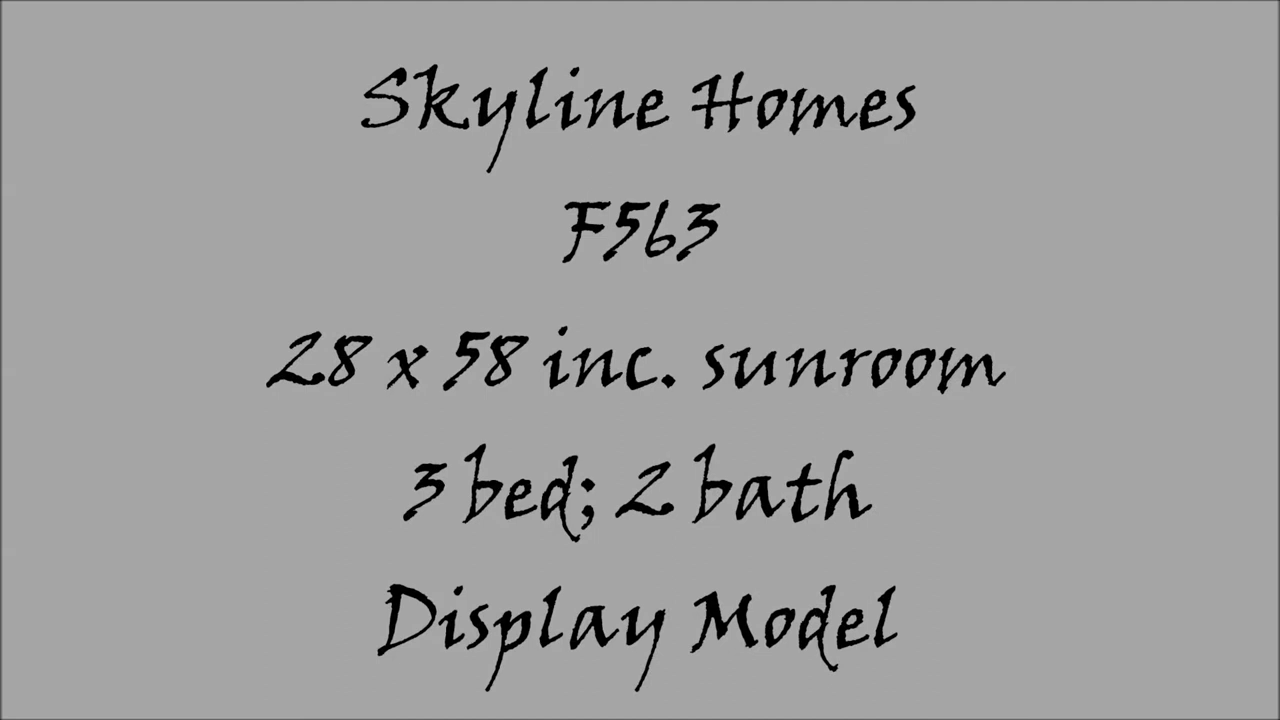 Skyline Homes
F563
28 x 58 inc. sunroom
3 bed; 2 bath
Display Model